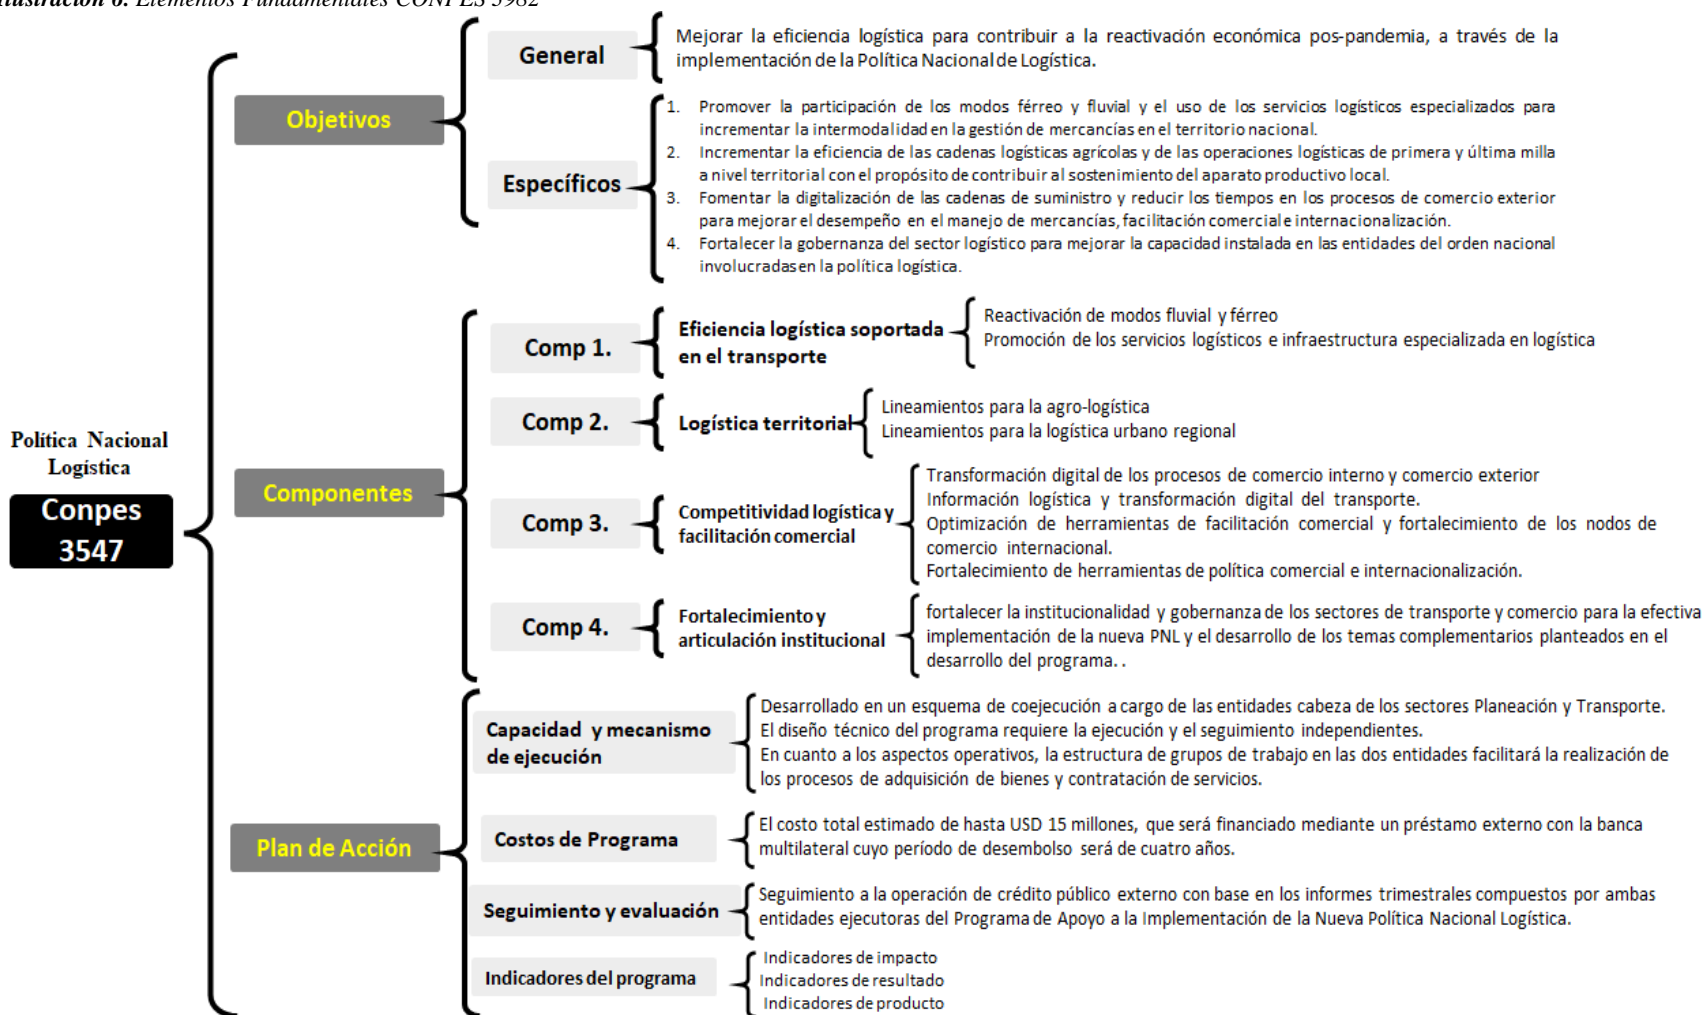 Ilustración 6. Elementos Fundamentales CONPES 3982
General
Mejorar la eficiencia logística para contribuir a la reactivación económica pos-pandemia, a través de la
implementación de la Política Nacional de Logística.
Objetivos
Específicos
1. Promover la participación de los modos férreo y fluvial y el uso de los servicios logísticos especializados para
incrementar la intermodalidad en la gestión de mercancías en el territorio nacional.
2. Incrementar la eficiencia de las cadenas logísticas agrícolas y de las operaciones logísticas de primera y última milla
a nivel territorial con el propósito de contribuir al sostenimiento del aparato productivo local.
3. Fomentar la digitalización de las cadenas de suministro y reducir los tiempos en los procesos de comercio exterior
para mejorar el desempeño en el manejo de mercancías, facilitación comercial e internacionalización.
4. Fortalecer la gobernanza del sector logístico para mejorar la capacidad instalada en las entidades del orden nacional
involucradas en la política logística.
Política Nacional
Logística
Conpes
3547
Componentes
Comp 1.
Eficiencia logística soportada
en el transporte
Reactivación de modos fluvial y férreo
Promoción de los servicios logísticos e infraestructura especializada en logística
Comp 2.
Logística territorial
Lineamientos para la agro-logística
Lineamientos para la logística urbano regional
Comp 3.
Competitividad logística y
facilitación comercial
Transformación digital de los procesos de comercio interno y comercio exterior
Información logística y transformación digital del transporte.
Optimización de herramientas de facilitación comercial y fortalecimiento de los nodos de
comercio internacional.
Fortalecimiento de herramientas de política comercial e internacionalización.
Comp 4.
Fortalecimiento y
articulación institucional
fortalecer la institucionalidad y gobernanza de los sectores de transporte y comercio para la efectiva
implementación de la nueva PNL y el desarrollo de los temas complementarios planteados en el
desarrollo del programa. .
Plan de Acción
Capacidad y mecanismo
de ejecución
Desarrollado en un esquema de coejecución a cargo de las entidades cabeza de los sectores Planeación y Transporte.
El diseño técnico del programa requiere la ejecución y el seguimiento independientes.
En cuanto a los aspectos operativos, la estructura de grupos de trabajo en las dos entidades facilitará la realización de
los procesos de adquisición de bienes y contratación de servicios.
Costos de Programa
El costo total estimado de hasta USD 15 millones, que será financiado mediante un préstamo externo con la banca
multilateral cuyo período de desembolso será de cuatro años.
Seguimiento y evaluación
Seguimiento a la operación de crédito público externo con base en los informes trimestrales compuestos por ambas
entidades ejecutoras del Programa de Apoyo a la Implementación de la Nueva Política Nacional Logística.
Indicadores del programa
Indicadores de impacto
Indicadores de resultado
Indicadores de producto